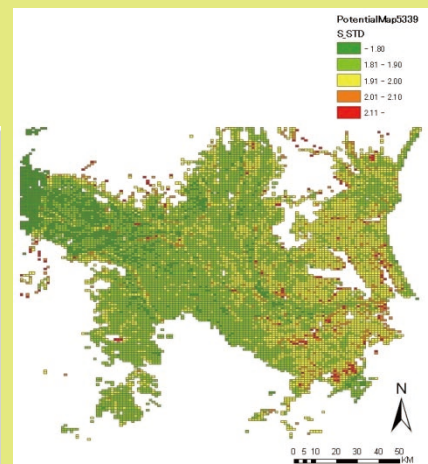 PotentialMap5339
S_STD
- 1.80
1.81 - 1.90
1.91 - 2.00
2.01 - 2.10
2.11 -
N
0 5 10 20 30 40 50
KM